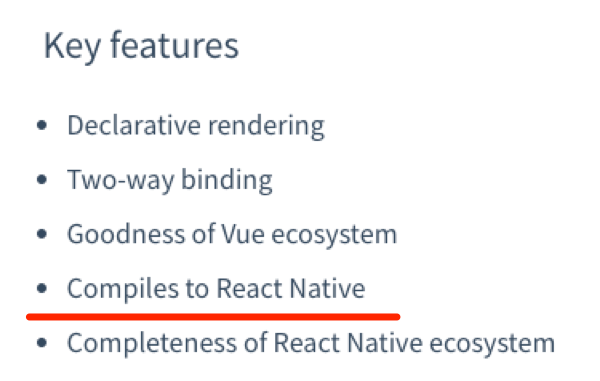 Key features
• Declarative rendering
• Two-way binding
• Goodness of Vue ecosystem
• Compiles to React Native
• Completeness of React Native ecosystem